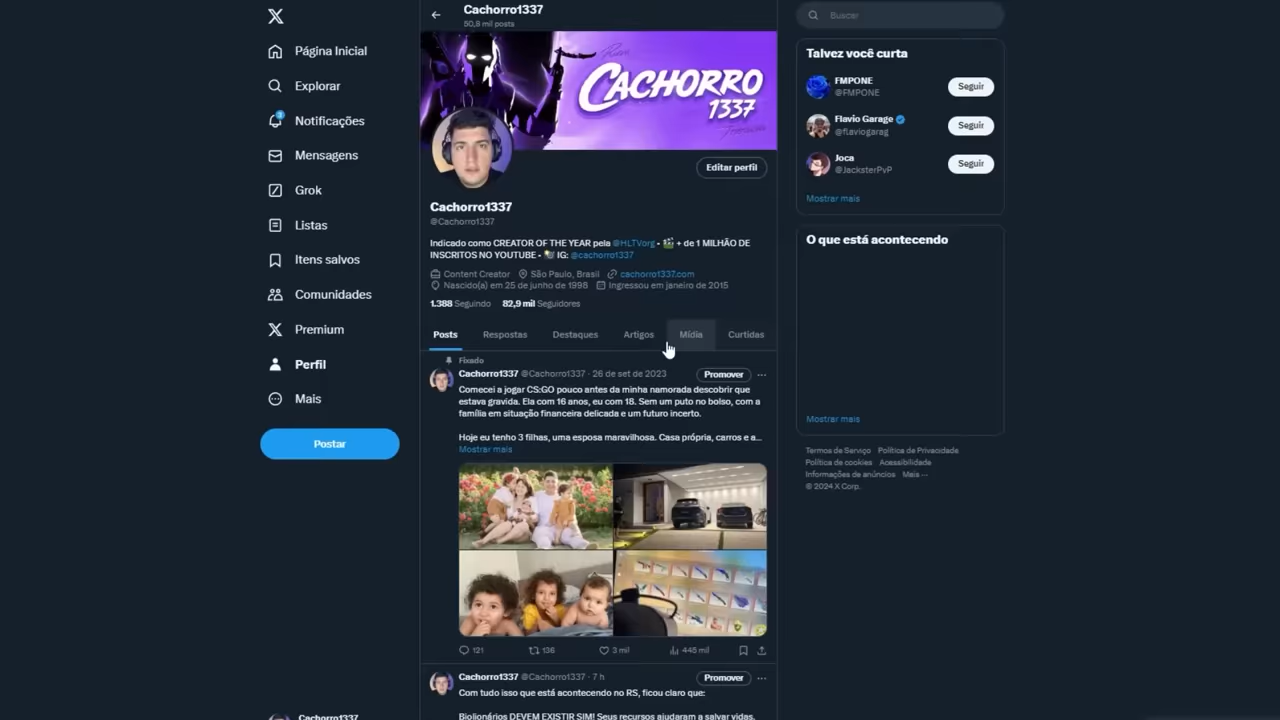 Cachorro1337
50,9 mil posts
Página Inicial
Explorar
3
Notificações
Mensagens
Grok
Listas
Itens salvos
Comunidades
Premium
Perfil
Mais
Postar
Cachorro1337
CACHORRO
1337
Editar perfil
Cachorro1337
@Cachorro1337
Indicado como CREATOR OF THE YEAR pela @HLTVorg - + de 1 MILHÃO DE
INSCRITOS NO YOUTUBE - IG: @cachorro1337
Content Creator São Paulo, Brasil cachorro1337.com
Nascido(a) em 25 de junho de 1998 Ingressou em janeiro de 2015
1.388 Seguindo 82,9 mil Seguidores
Posts Respostas Destaques Artigos Mídia Curtidas
Fixado
Cachorro1337 @Cachorro1337 · 26 de set de 2023 Promover
Comecei a jogar CS:GO pouco antes da minha namorada descobrir que
estava gravida. Ela com 16 anos, eu com 18. Sem um puto no bolso, com a
família em situação financeira delicada e um futuro incerto.
Hoje eu tenho 3 filhas, uma esposa maravilhosa. Casa própria, carros e a...
Mostrar mais
121 136 3 mil 445 mil
Cachorro1337 @Cachorro1337 · 7 h Promover
Com tudo isso que está acontecendo no RS, ficou claro que:
Biolionários DEVEM EXISTIR SIM! Seus recursos ajudaram a salvar vidas.
Buscar
Talvez você curta
FMPONE
@FMPONE
Seguir
Flavio Garage
@flaviogarag
Seguir
Joca
@JacksterPvP
Seguir
Mostrar mais
O que está acontecendo
Mostrar mais
Termos de Serviço Política de Privacidade
Política de cookies Acessibilidade
Informações de anúncios Mais ···
© 2024 X Corp.